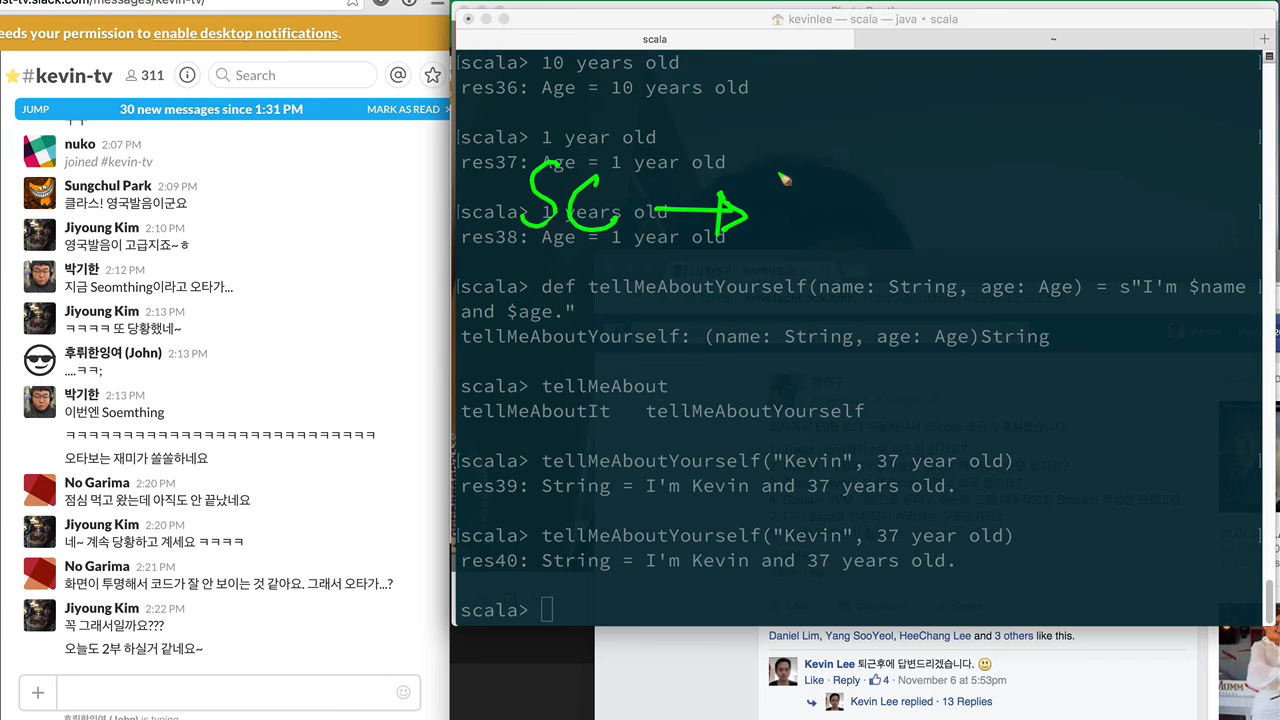 st-tv.slack.com/messages/kevin-tv/
eeds your permission to enable desktop notifications.
#kevin-tv 311 Search
JUMP 30 new messages since 1:31 PM MARK AS READ
nuko 2:07 PM
joined #kevin-tv
Sungchul Park 2:09 PM
클라스! 영국발음이군요
Jiyoung Kim 2:10 PM
영국발음이 고급지죠~ㅎ
박기한 2:12 PM
지금 Seomthing이라고 오타가...
Jiyoung Kim 2:13 PM
ㅋㅋㅋㅋ 또 당황했네~
후뤼한잉여 (John) 2:13 PM
....ㅋㅋ;
박기한 2:13 PM
이번엔 Soemthing
ㅋㅋㅋㅋㅋㅋㅋㅋㅋㅋㅋㅋㅋㅋㅋㅋㅋㅋㅋㅋㅋㅋㅋㅋㅋㅋ
오타보는 재미가 쏠쏠하네요
No Garima 2:20 PM
점심 먹고 왔는데 아직도 안 끝났네요
Jiyoung Kim 2:20 PM
네~ 계속 당황하고 계세요 ㅋㅋㅋㅋ
No Garima 2:21 PM
화면이 투명해서 코드가 잘 안 보이는 것 같아요. 그래서 오타가...?
Jiyoung Kim 2:22 PM
꼭 그래서일까요???
오늘도 2부 하실거 같네요~
후뤼한잉여 (John) is typing
kevinlee — scala — java • scala
scala ~
scala> 10 years old
res36: Age = 10 years old
scala> 1 year old
res37: Age = 1 year old
SC
scala> 1 years old
res38: Age = 1 year old
scala> def tellMeAboutYourself(name: String, age: Age) = s"I'm $name
and $age."
tellMeAboutYourself: (name: String, age: Age)String
scala> tellMeAbout
tellMeAboutIt tellMeAboutYourself
scala> tellMeAboutYourself("Kevin", 37 year old)
res39: String = I'm Kevin and 37 years old.
scala> tellMeAboutYourself("Kevin", 37 year old)
res40: String = I'm Kevin and 37 years old.
scala>
Daniel Lim, Yang SooYeol, HeeChang Lee and 3 others like this.
Kevin Lee 퇴근후에 답변드리겠습니다.
Like · Reply · 4 · November 6 at 5:53pm
Kevin Lee replied · 13 Replies